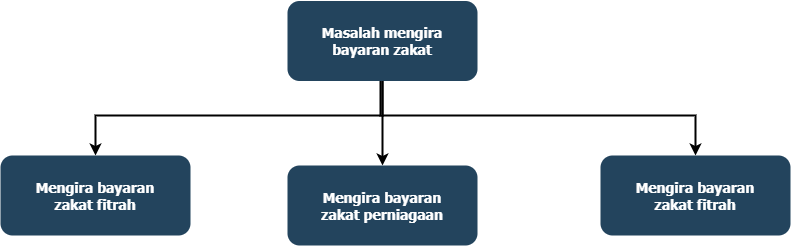 Masalah mengira
bayaran zakat
Mengira bayaran
zakat fitrah
Mengira bayaran
zakat perniagaan
Mengira bayaran
zakat fitrah